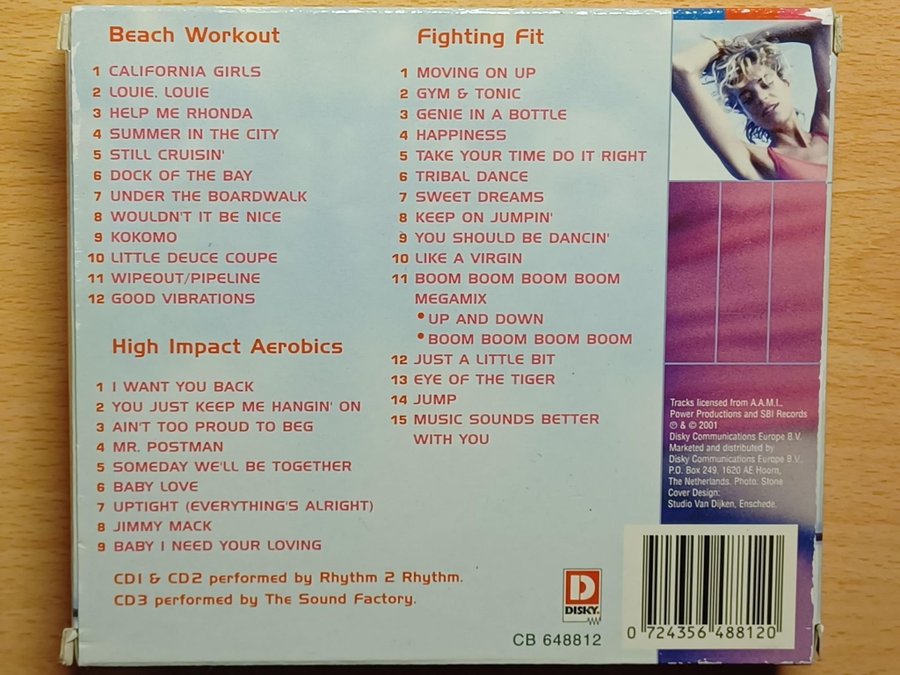 Beach Workout
1 CALIFORNIA GIRLS
2 LOUIE, LOUIE
3 HELP ME RHONDA
4 SUMMER IN THE CITY
5 STILL CRUISIN'
6 DOCK OF THE BAY
7 UNDER THE BOARDWALK
8 WOULDN'T IT BE NICE
9 KOKOMO
10 LITTLE DEUCE COUPE
11 WIPEOUT/PIPELINE
12 GOOD VIBRATIONS
High Impact Aerobics
1 I WANT YOU BACK
2 YOU JUST KEEP ME HANGIN' ON
3 AIN'T TOO PROUD TO BEG
4 MR. POSTMAN
5 SOMEDAY WE'LL BE TOGETHER
6 BABY LOVE
7 UPTIGHT (EVERYTHING'S ALRIGHT)
8 JIMMY MACK
9 BABY I NEED YOUR LOVING
CD1 & CD2 performed by Rhythm 2 Rhythm.
CD3 performed by The Sound Factory.
Fighting Fit
1 MOVING ON UP
2 GYM & TONIC
3 GENIE IN A BOTTLE
4 HAPPINESS
5 TAKE YOUR TIME DO IT RIGHT
6 TRIBAL DANCE
7 SWEET DREAMS
8 KEEP ON JUMPIN'
9 YOU SHOULD BE DANCIN'
10 LIKE A VIRGIN
11 BOOM BOOM BOOM BOOM
MEGAMIX
• UP AND DOWN
• BOOM BOOM BOOM BOOM
12 JUST A LITTLE BIT
13 EYE OF THE TIGER
14 JUMP
15 MUSIC SOUNDS BETTER
WITH YOU
Tracks licensed from A.A.M.I.,
Power Productions and SBI Records
℗ & © 2001
Disky Communications Europe B.V.
Marketed and distributed by
Disky Communications Europe B.V.,
P.O. Box 249, 1620 AE Hoorn,
The Netherlands. Photo: Stone
Cover Design:
Studio Van Dijken, Enschede.
D
DISKY.
CB 648812
0 724356 488120